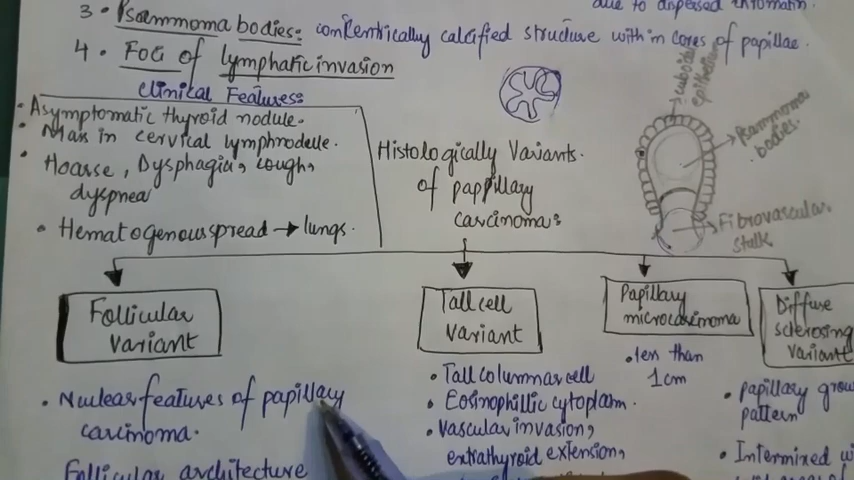 due to dispersed chromatin.
3. Psammoma bodies: concentrically calcified structure within cores of papillae.
4. Foci of lymphatic invasion
Clinical Features:
• Asymptomatic thyroid nodule.
• Mass in cervical lymphnodule.
• Hoarse, Dysphagia, cough,
dyspnea
• Hematogenous spread → lungs.
Histologically Variants
of pappillary
carcinoma:
cuboidal
epithelium
Psammoma
bodies.
Fibrovascular
stalk
Follicular
variant
• Nuclear features of papillary
carcinoma.
Follicular architecture
Tall cell
variant
• Tall columnar cell
• Eosinophillic cytoplasm.
• Vascular invasion,
extrathyroid extension,
Papillary
microcarcinoma
• less than
1cm
Diffuse
sclerosing
variant
• papillary grow
pattern
• Intermixed wi